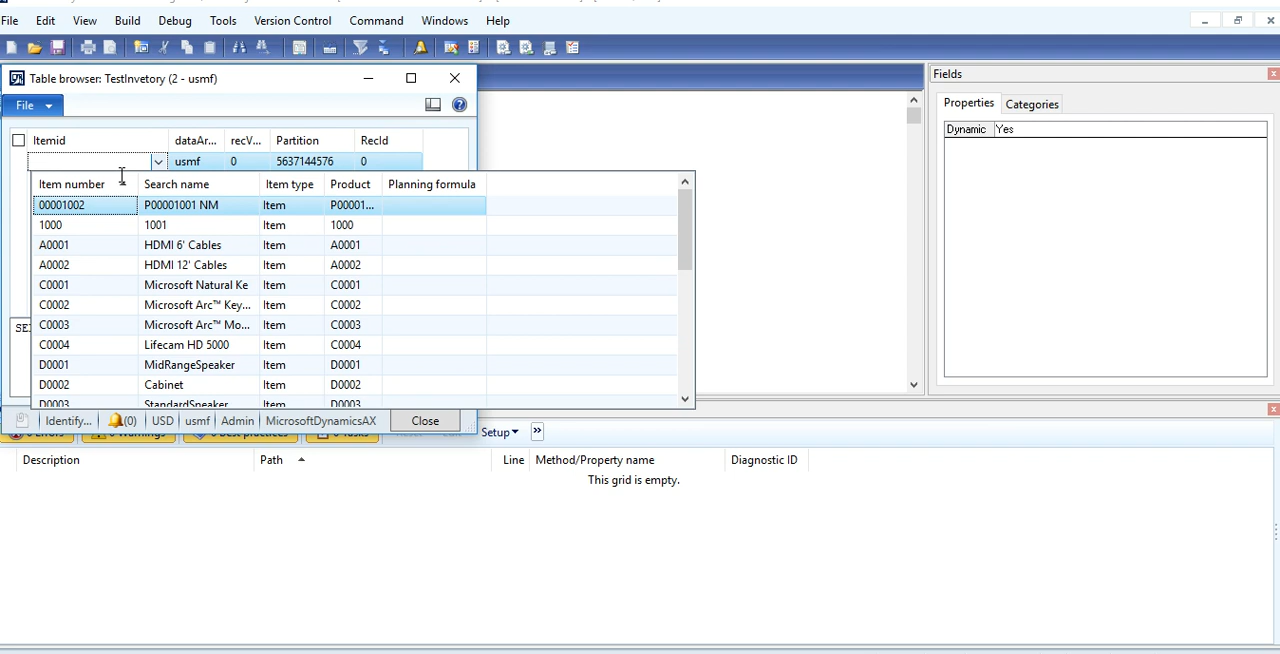 File Edit View Build Debug Tools Version Control Command Windows Help
Table browser: TestInvetory (2 - usmf)
File
Itemid dataAr... recV... Partition RecId
usmf 0 5637144576 0
Item number Search name Item type Product Planning formula
00001002 P00001001 NM Item P00001...
1000 1001 Item 1000
A0001 HDMI 6' Cables Item A0001
A0002 HDMI 12' Cables Item A0002
C0001 Microsoft Natural Ke Item C0001
C0002 Microsoft Arc™ Key... Item C0002
C0003 Microsoft Arc™ Mo... Item C0003
C0004 Lifecam HD 5000 Item C0004
D0001 MidRangeSpeaker Item D0001
D0002 Cabinet Item D0002
D0003 StandardSpeaker Item D0003
Identify... (0) USD usmf Admin MicrosoftDynamicsAX Close
Fields
Properties Categories
Dynamic Yes
Setup »
Description Path Line Method/Property name Diagnostic ID
This grid is empty.